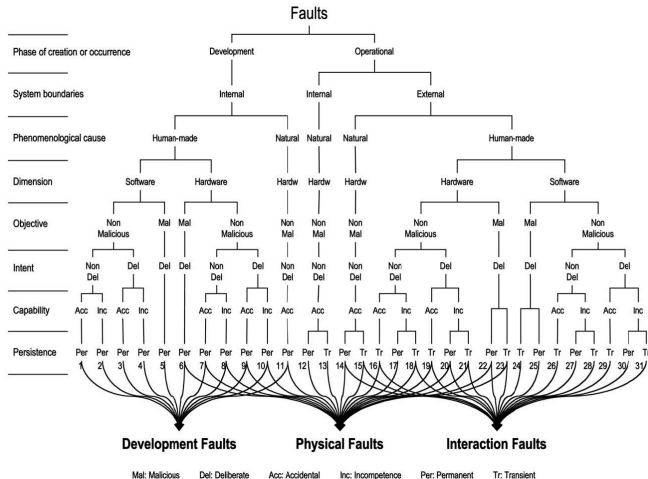 Faults
Phase of creation or occurrence Development Operational
System boundaries Internal Internal External
Phenomenological cause Human-made Natural Natural Natural Human-made
Dimension Software Hardware Hardw Hardw Hardw Hardware Software
Objective Non Mal Mal Non Non Non Non Non Mal Mal Non
Malicious Malicious Mal Mal Mal Malicious Malicious
Intent Non Del Del Del Non Del Non Non Non Non Del Del Del Non Del
Del Del Del Del Del Del Del
Capability Acc Inc Acc Inc Acc Inc Acc Inc Acc Acc Acc Acc Inc Acc Inc Acc Inc Acc Inc
Persistence Per Per Per Per Per Per Per Per Per Per Per Per Tr Per Tr Tr Per Tr Tr Per Tr Per Tr Tr Per Tr Per Tr Tr Per Tr
1 2 3 4 5 6 7 8 9 10 11 12 13 14 15 16 17 18 19 20 21 22 23 24 25 26 27 28 29 30 31
Development Faults Physical Faults Interaction Faults
Mal: Malicious Del: Deliberate Acc: Accidental Inc: Incompetence Per: Permanent Tr: Transient